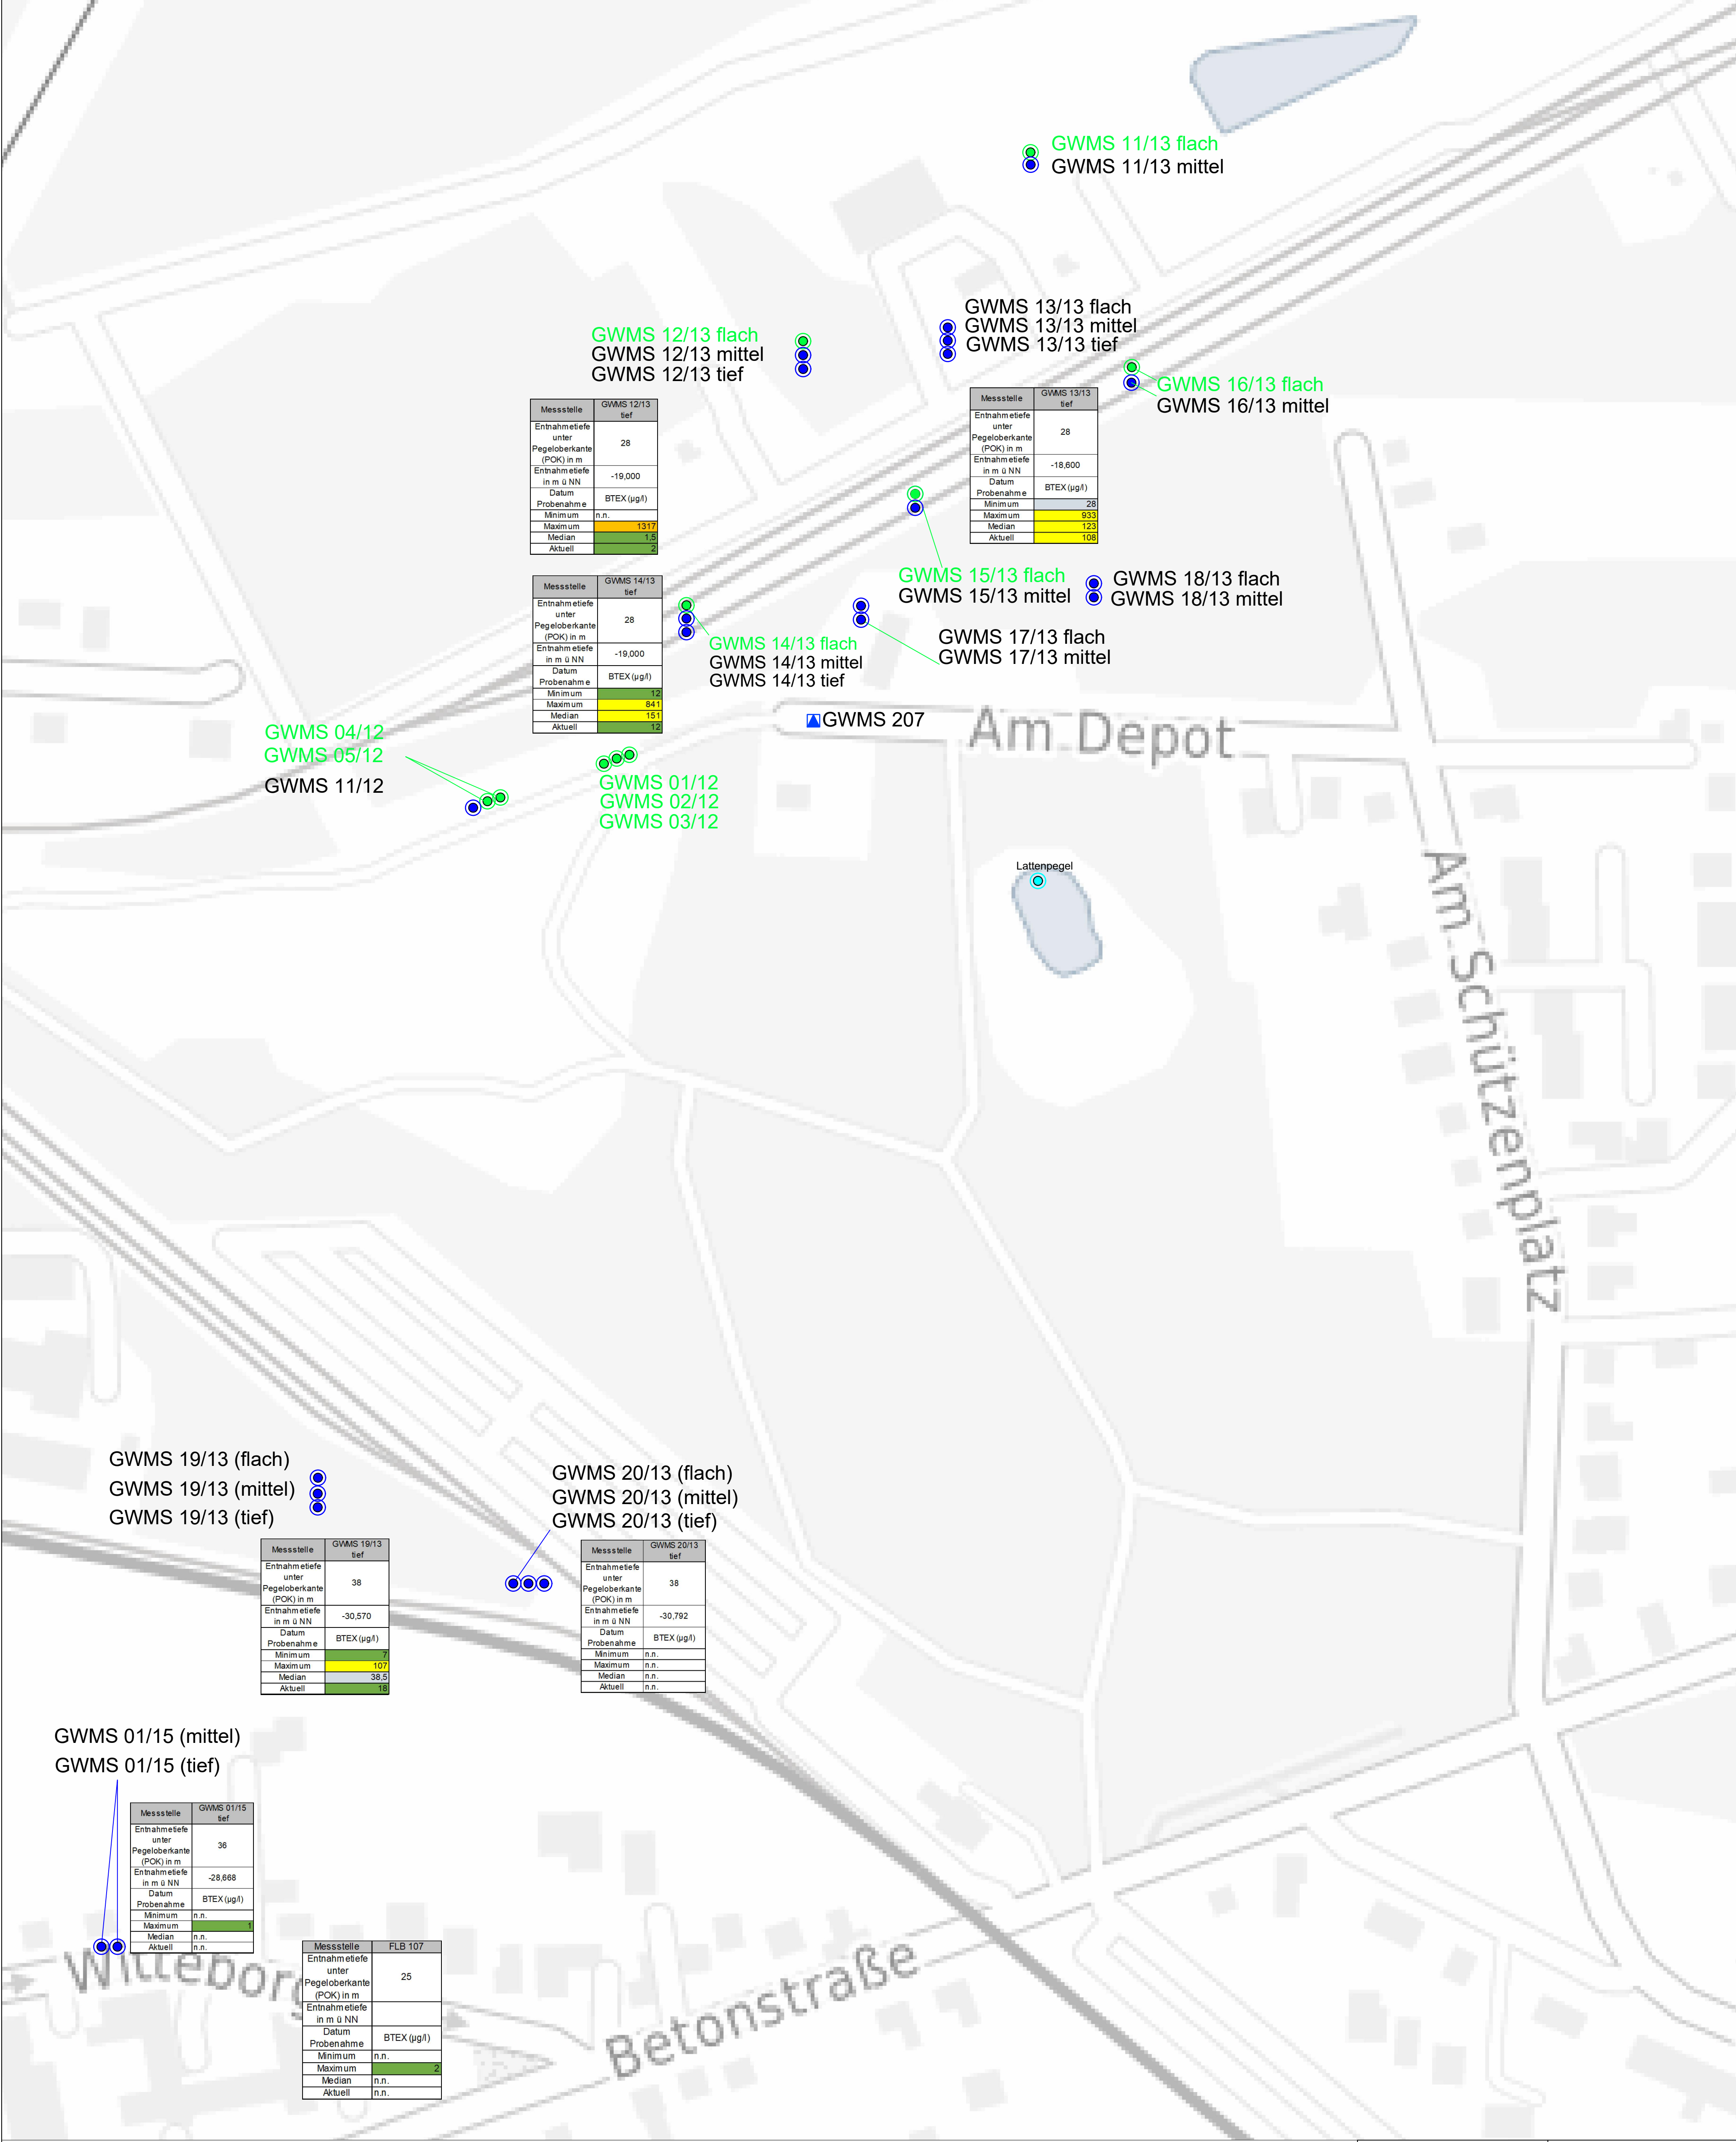 GWMS 11/13 flach
GWMS 11/13 mittel
GWMS 13/13 flach
GWMS 13/13 mittel
GWMS 13/13 tief
GWMS 12/13 flach
GWMS 12/13 mittel
GWMS 12/13 tief
GWMS 16/13 flach
GWMS 16/13 mittel
Messstelle GWMS 12/13
tief
Entnahmetiefe
unter
Pegeloberkante
(POK) in m
28
Entnahmetiefe
in m ü NN
-19,000
Datum
Probenahme
BTEX (µg/l)
Minimum n.n.
Maximum 1317
Median 1,5
Aktuell 2
Messstelle GWMS 13/13
tief
Entnahmetiefe
unter
Pegeloberkante
(POK) in m
28
Entnahmetiefe
in m ü NN
-18,600
Datum
Probenahme
BTEX (µg/l)
Minimum 28
Maximum 933
Median 123
Aktuell 108
GWMS 15/13 flach
GWMS 15/13 mittel
GWMS 18/13 flach
GWMS 18/13 mittel
Messstelle GWMS 14/13
tief
Entnahmetiefe
unter
Pegeloberkante
(POK) in m
28
Entnahmetiefe
in m ü NN
-19,000
Datum
Probenahme
BTEX (µg/l)
Minimum 12
Maximum 841
Median 151
Aktuell 12
GWMS 14/13 flach
GWMS 14/13 mittel
GWMS 14/13 tief
GWMS 17/13 flach
GWMS 17/13 mittel
GWMS 207
Am Depot
GWMS 04/12
GWMS 05/12
GWMS 11/12
GWMS 01/12
GWMS 02/12
GWMS 03/12
Lattenpegel
Am Schützenplatz
GWMS 19/13 (flach)
GWMS 19/13 (mittel)
GWMS 19/13 (tief)
GWMS 20/13 (flach)
GWMS 20/13 (mittel)
GWMS 20/13 (tief)
Messstelle GWMS 19/13
tief
Entnahmetiefe
unter
Pegeloberkante
(POK) in m
38
Entnahmetiefe
in m ü NN
-30,570
Datum
Probenahme
BTEX (µg/l)
Minimum 7
Maximum 107
Median 38,5
Aktuell 18
Messstelle GWMS 20/13
tief
Entnahmetiefe
unter
Pegeloberkante
(POK) in m
38
Entnahmetiefe
in m ü NN
-30,792
Datum
Probenahme
BTEX (µg/l)
Minimum n.n.
Maximum n.n.
Median n.n.
Aktuell n.n.
GWMS 01/15 (mittel)
GWMS 01/15 (tief)
Messstelle GWMS 01/15
tief
Entnahmetiefe
unter
Pegeloberkante
(POK) in m
36
Entnahmetiefe
in m ü NN
-28,668
Datum
Probenahme
BTEX (µg/l)
Minimum n.n.
Maximum 1
Median n.n.
Aktuell n.n.
Witteborg
Messstelle FLB 107
Entnahmetiefe
unter
Pegeloberkante
(POK) in m
25
Entnahmetiefe
in m ü NN
Datum
Probenahme
BTEX (µg/l)
Minimum n.n.
Maximum 2
Median n.n.
Aktuell n.n.
Betonstraße